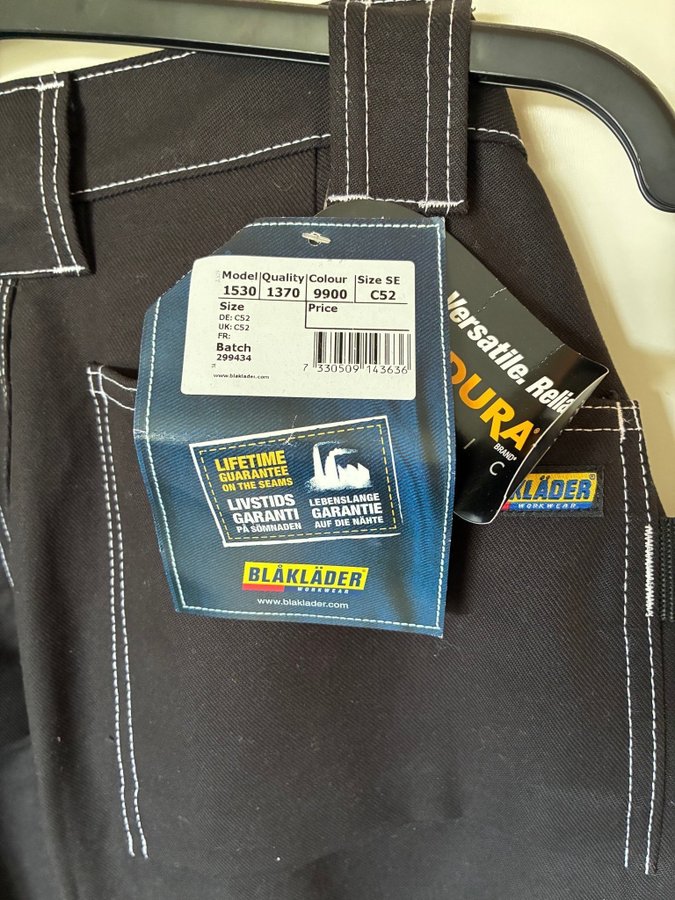 Model Quality Colour Size SE
1530 1370 9900 C52
Size Price
DE: C52
UK: C52
FR:
Batch
299434
www.blaklader.com
7 330509 143636
LIFETIME
GUARANTEE
ON THE SEAMS
LIVSTIDS
GARANTI
PÅ SÖMNADEN
LEBENSLANGE
GARANTIE
AUF DIE NÄHTE
BLÅKLÄDER
WORKWEAR
www.blaklader.com
Versatile. Relia
DURA®
BRAND®
I C
KLÄDER®
WORKWEAR